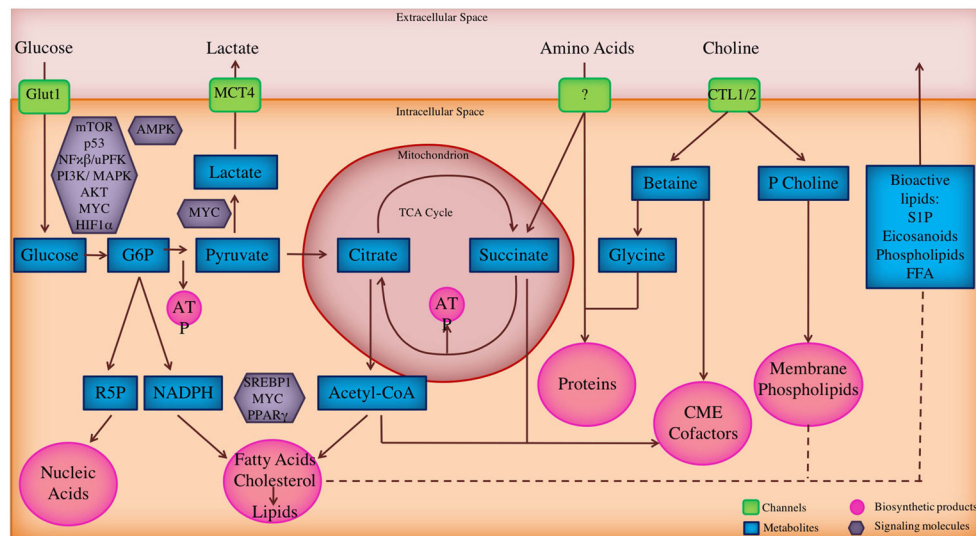 Extracellular Space
Glucose
Lactate
Amino Acids
Choline
Glut1
MCT4
?
CTL1/2
Intracellular Space
mTOR
p53
NFϰβ/uPFK
PI3K/ MAPK
AKT
MYC
HIF1α
AMPK
Mitochondrion
Lactate
Betaine
P Choline
Bioactive
lipids:
S1P
Eicosanoids
Phospholipids
FFA
MYC
TCA Cycle
Glucose
G6P
Pyruvate
Citrate
Succinate
Glycine
AT
P
AT
P
R5P
NADPH
SREBP1
MYC
PPARγ
Acetyl-CoA
Proteins
Membrane
Phospholipids
CME
Cofactors
Nucleic
Acids
Fatty Acids
Cholesterol
Lipids
Channels
Biosynthetic products
Metabolites
Signaling molecules